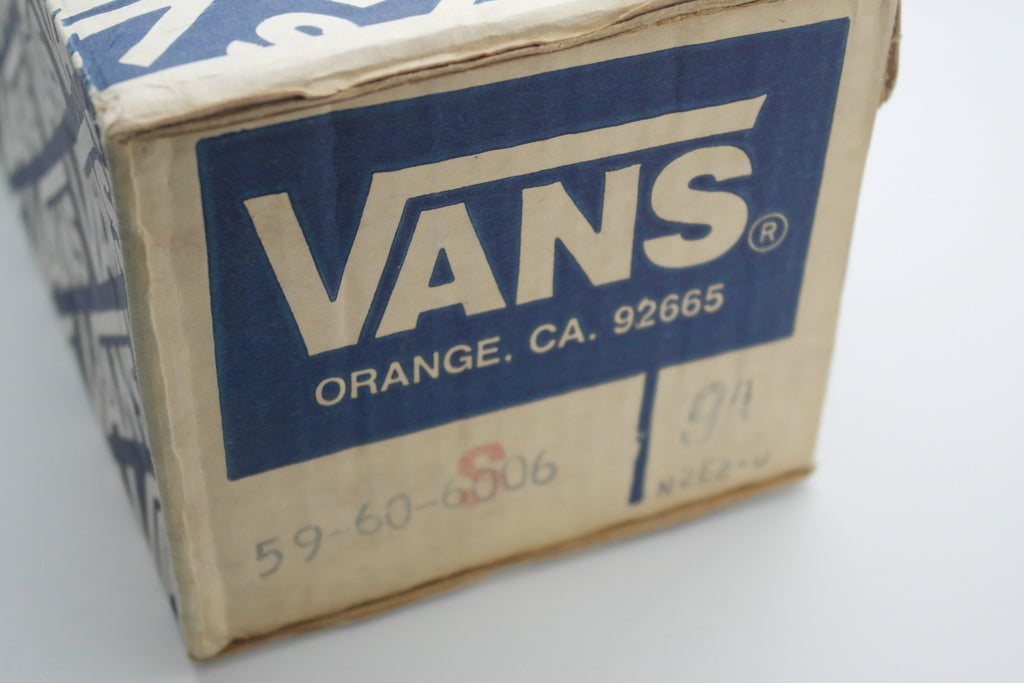 VANS®
ORANGE, CA. 92665
59-60-6006
S